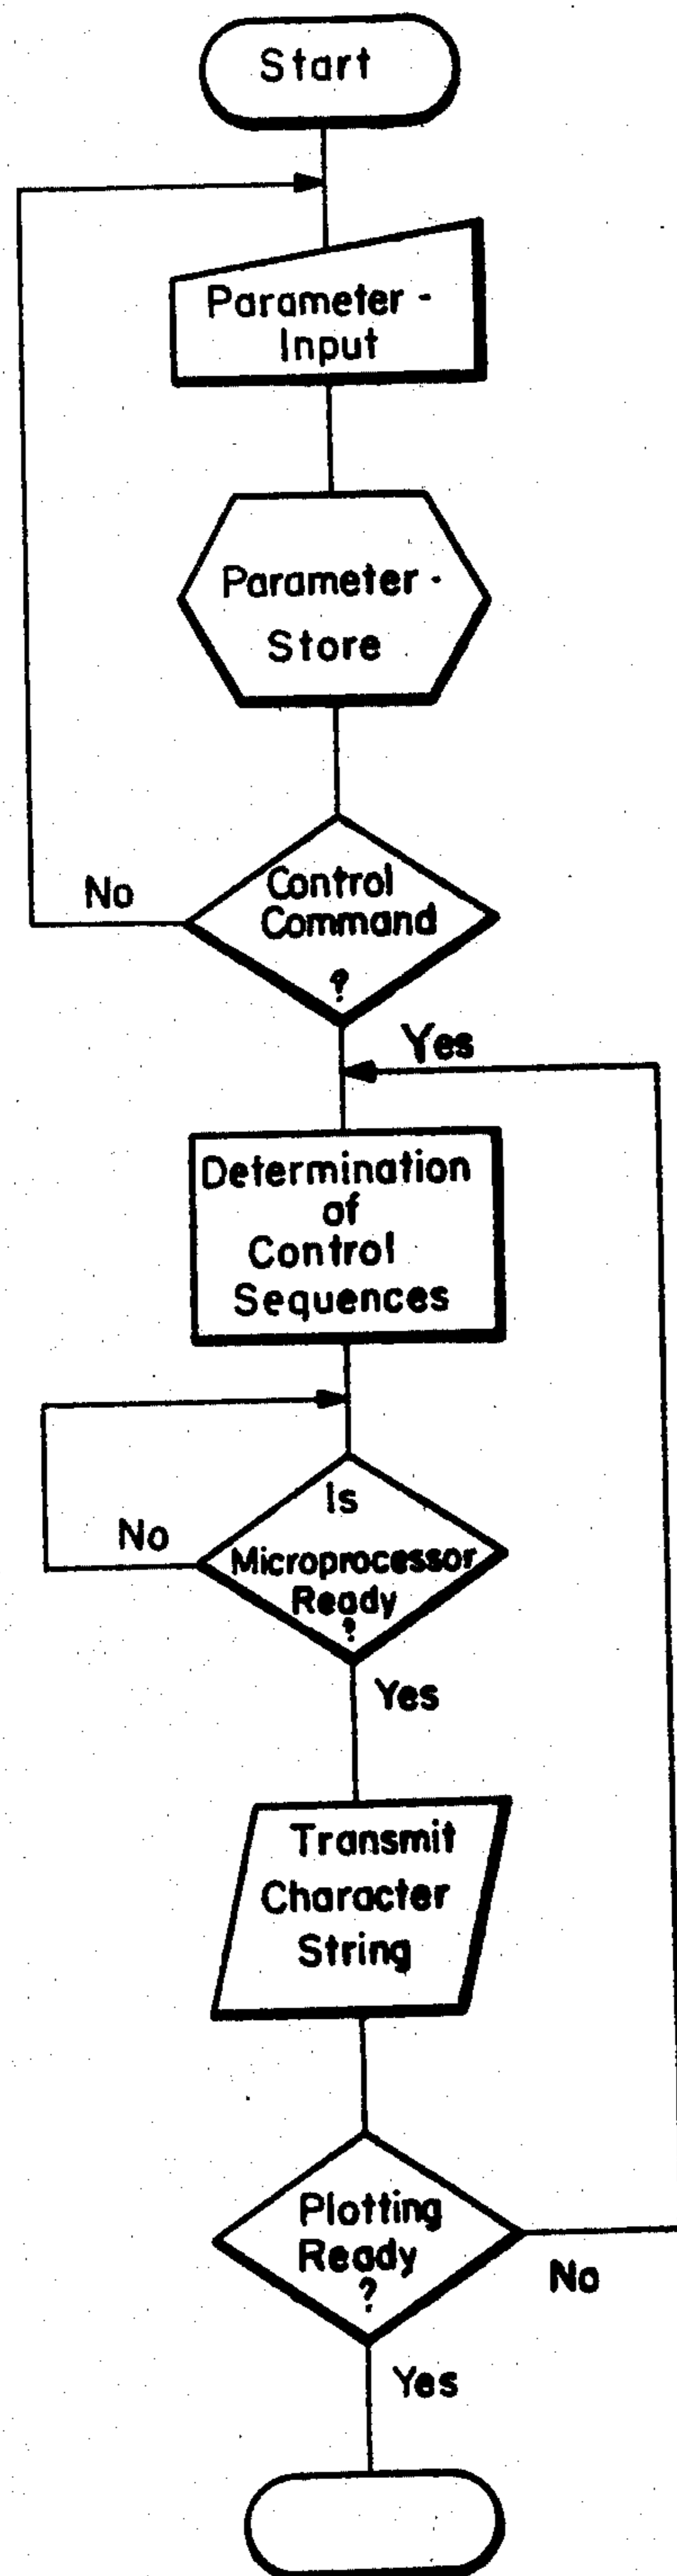 Start
Parameter -
Input
Parameter -
Store
No
Control
Command
?
Yes
Determination
of
Control
Sequences
No
Is
Microprocessor
Ready
?
Yes
Transmit
Character
String
Plotting
Ready
?
No
Yes